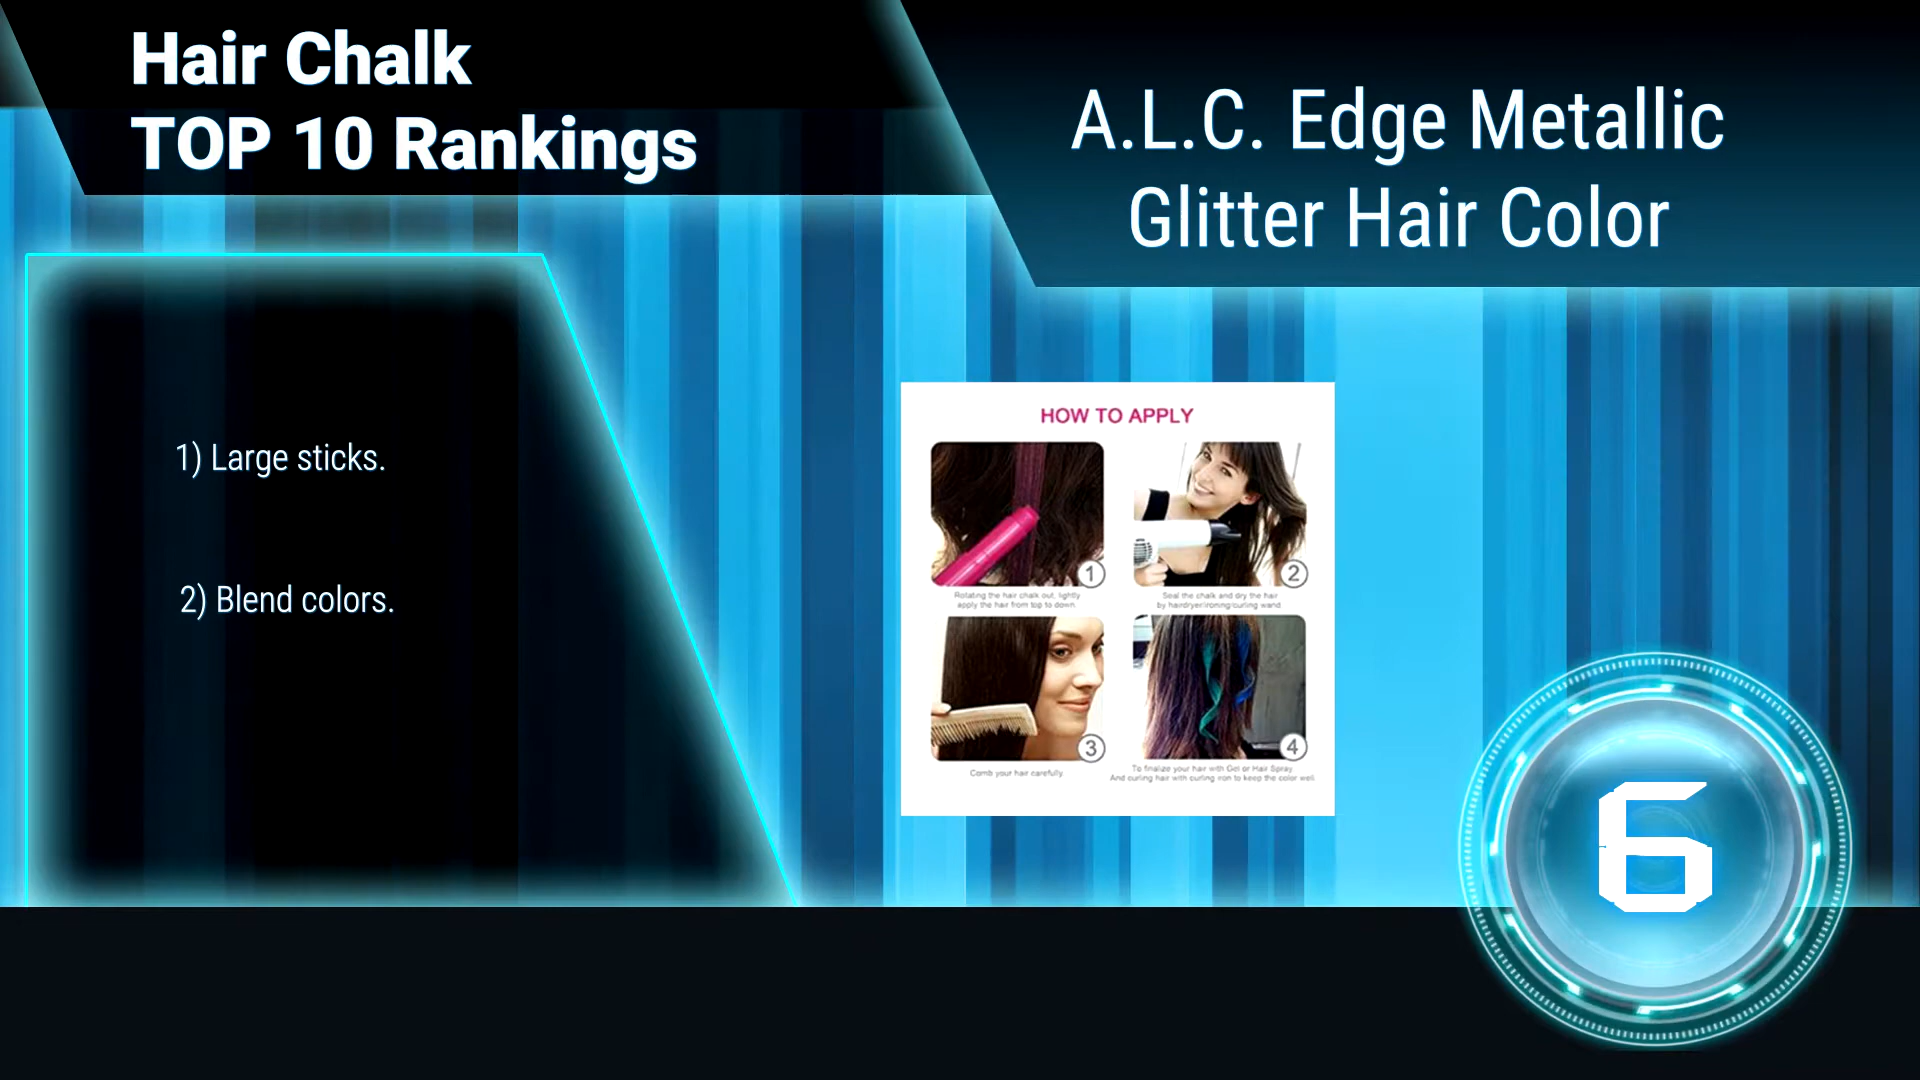 Hair Chalk
TOP 10 Rankings
A.L.C. Edge Metallic
Glitter Hair Color
1) Large sticks.
2) Blend colors.
HOW TO APPLY
1
Rotating the hair chalk out, lightly
apply the hair from top to down.
2
Seal the chalk and dry the hair
by hairdryer/ironing/curling wand
3
Comb your hair carefully
4
To finalize your hair with Gel or Hair Spray
And curling hair with curling iron to keep the color well.
6